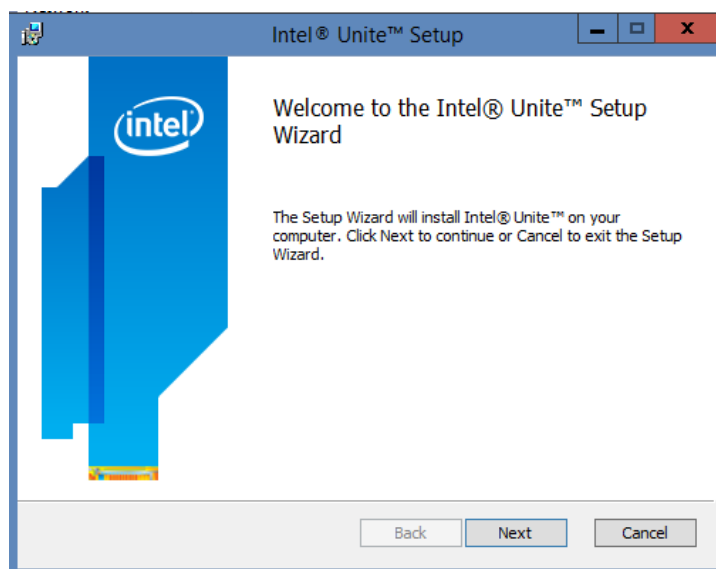 Intel® Unite™ Setup
X
intel
Welcome to the Intel® Unite™ Setup
Wizard
The Setup Wizard will install Intel® Unite™ on your
computer. Click Next to continue or Cancel to exit the Setup
Wizard.
Back
Next
Cancel